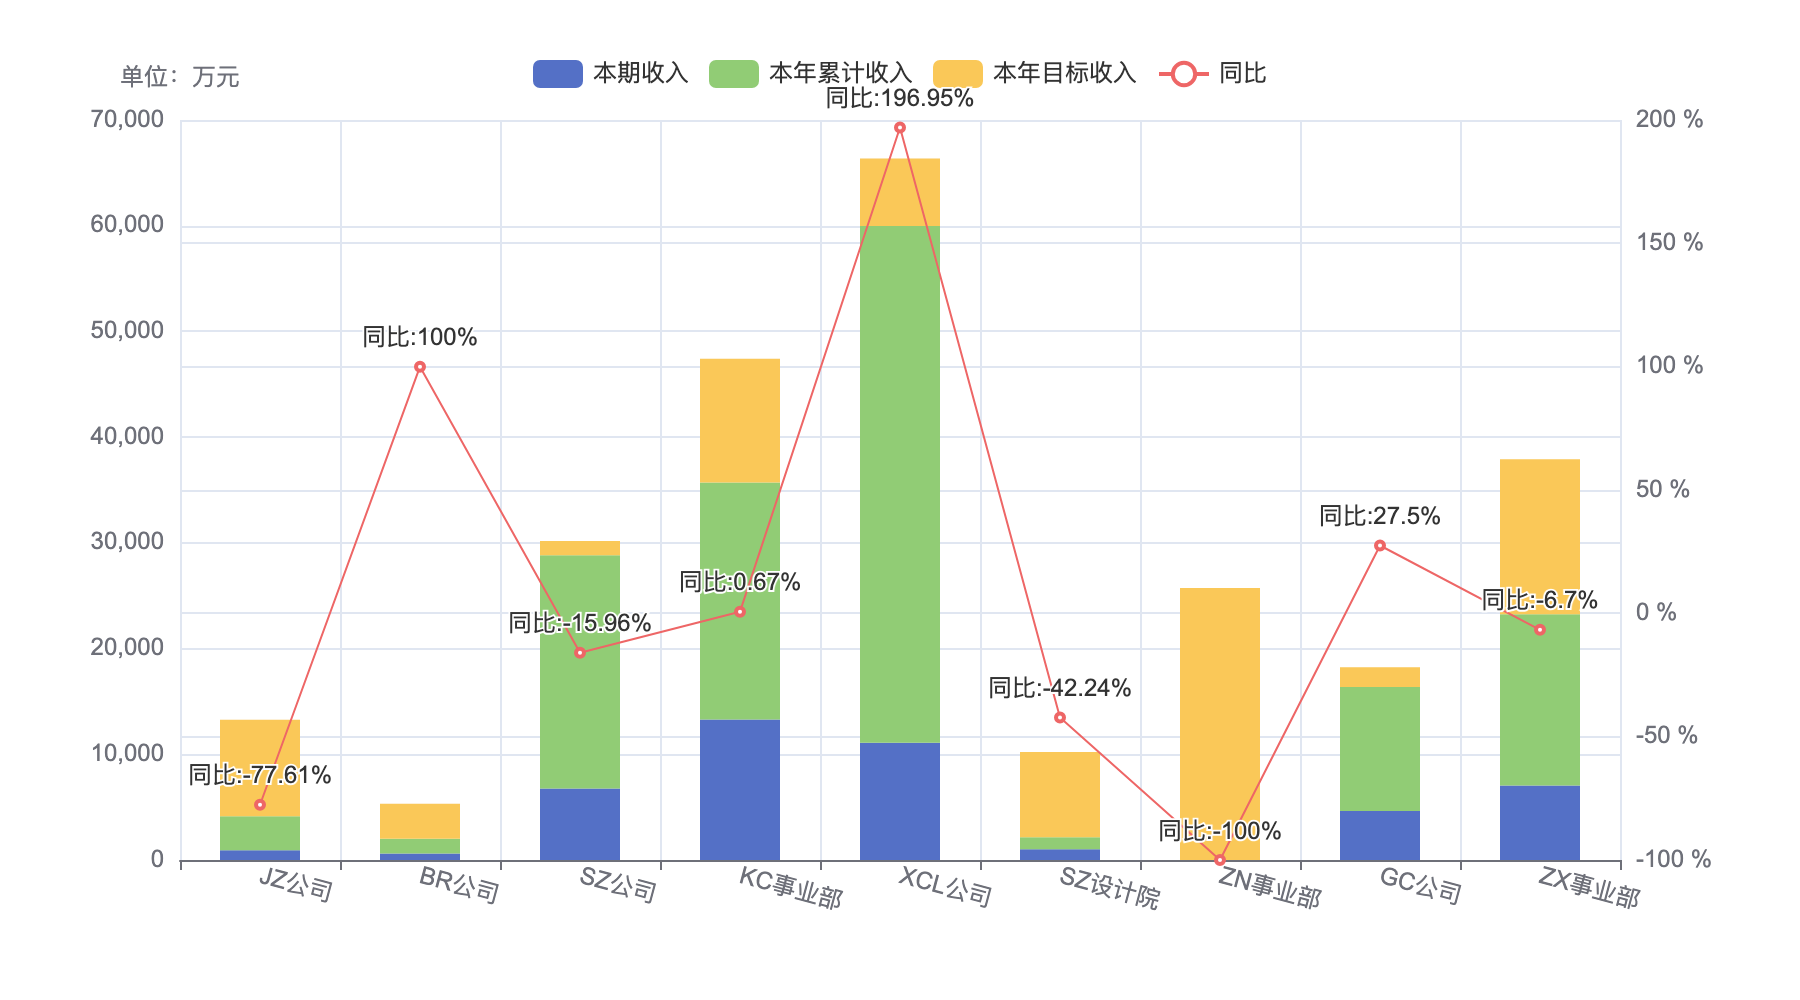 单位：万元
本期收入 本年累计收入 本年目标收入 同比
同比:196.95%
70,000 200 %
60,000
150 %
50,000
同比:100%
100 %
40,000
50 %
同比:27.5%
30,000
同比:0.67%
同比:-6.7%
0 %
同比:-15.96%
20,000
同比:-42.24%
-50 %
10,000
同比:-77.61%
同比:-100%
0 -100 %
JZ公司 BR公司 SZ公司 KC事业部 XCL公司 SZ设计院 ZN事业部 GC公司 ZX事业部